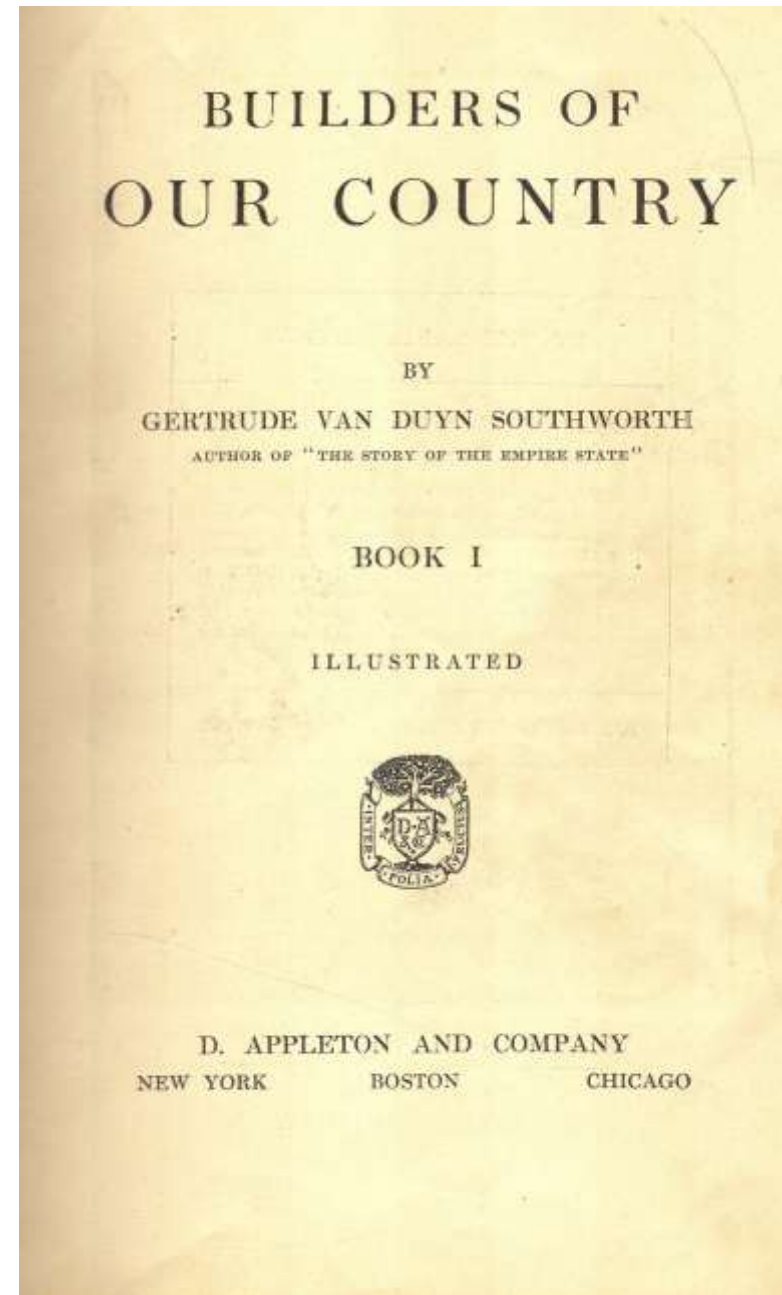 BUILDERS OF
OUR COUNTRY
BY
GERTRUDE VAN DUYN SOUTHWORTH
AUTHOR OF "THE STORY OF THE EMPIRE STATE"
BOOK I
ILLUSTRATED
D·A
& C
INTER·
·FOLIA·
FRUCTUS
D. APPLETON AND COMPANY
NEW YORK BOSTON CHICAGO